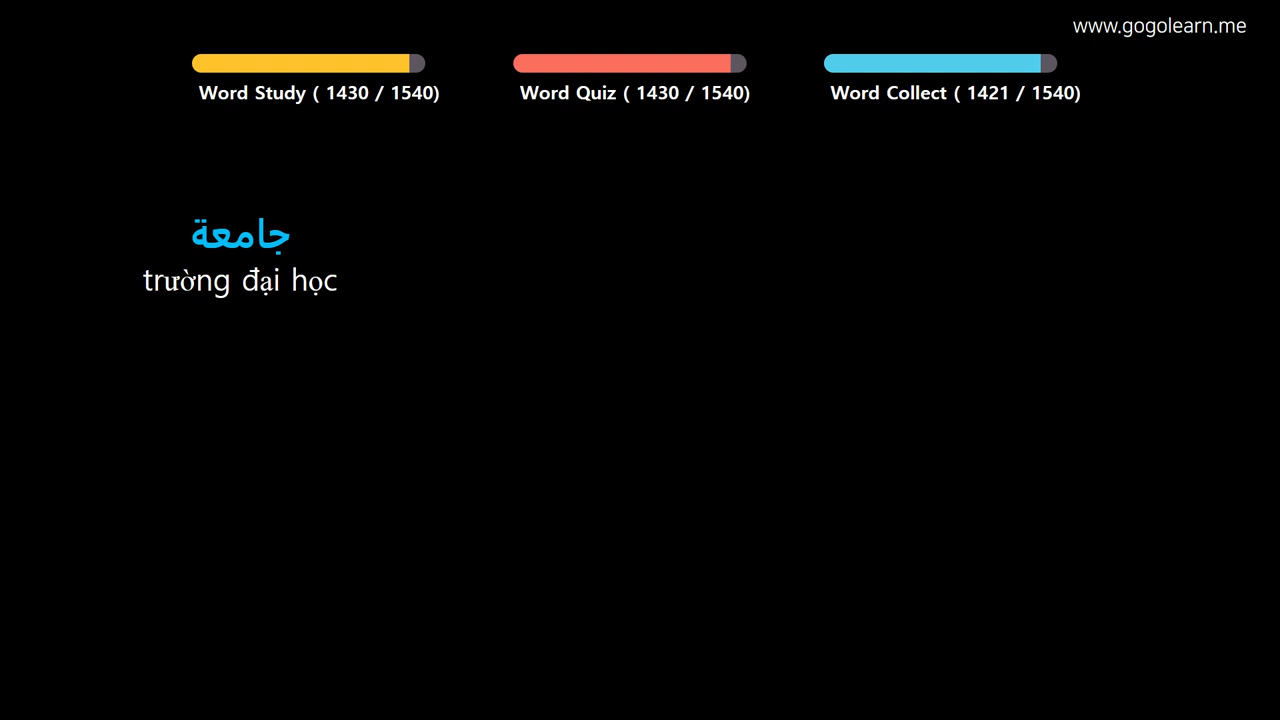 www.gogolearn.me
Word Study ( 1430 / 1540)
Word Quiz ( 1430 / 1540)
Word Collect ( 1421 / 1540)
جامعة
trường đại học